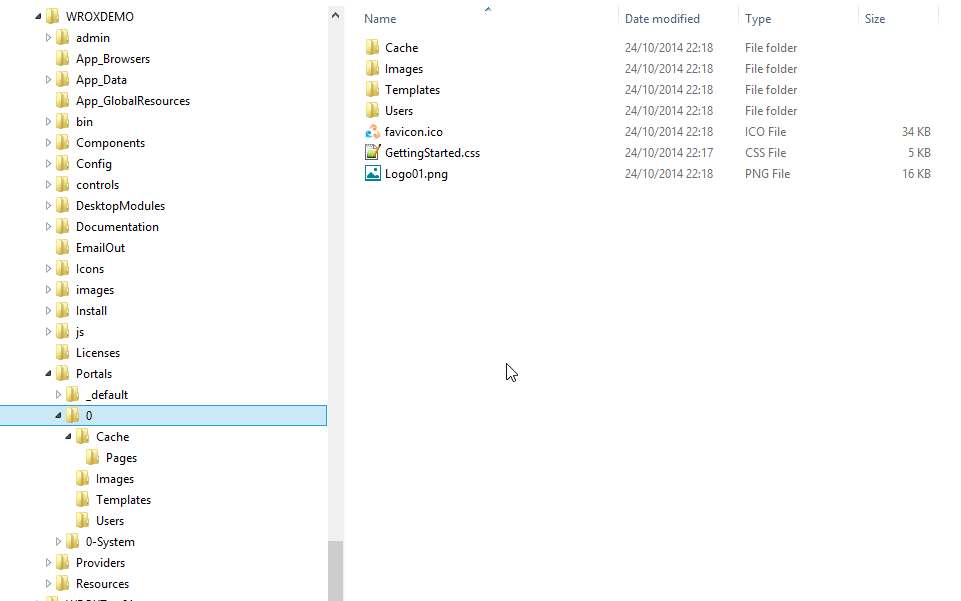 WROXDEMO
admin
App_Browsers
App_Data
App_GlobalResources
bin
Components
Config
controls
DesktopModules
Documentation
EmailOut
Icons
images
Install
js
Licenses
Portals
_default
0
Cache
Pages
Images
Templates
Users
0-System
Providers
Resources
Name Date modified Type Size
Cache 24/10/2014 22:18 File folder
Images 24/10/2014 22:18 File folder
Templates 24/10/2014 22:18 File folder
Users 24/10/2014 22:18 File folder
favicon.ico 24/10/2014 22:18 ICO File 34 KB
GettingStarted.css 24/10/2014 22:17 CSS File 5 KB
Logo01.png 24/10/2014 22:18 PNG File 16 KB